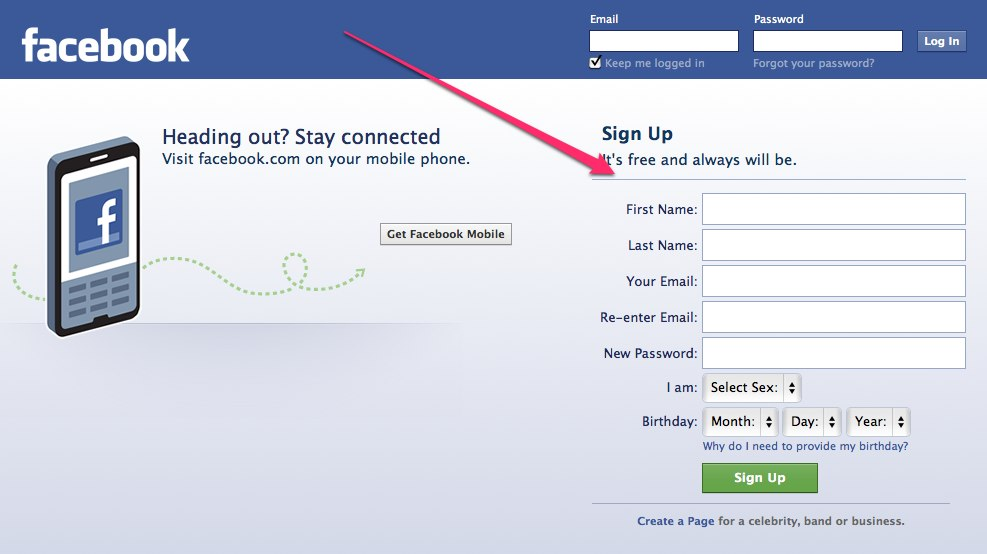 facebook
Email
Password
Log In
Keep me logged in
Forgot your password?
Heading out? Stay connected
Visit facebook.com on your mobile phone.
f
Get Facebook Mobile
Sign Up
It's free and always will be.
First Name:
Last Name:
Your Email:
Re-enter Email:
New Password:
I am: Select Sex:
Birthday: Month: Day: Year:
Why do I need to provide my birthday?
Sign Up
Create a Page for a celebrity, band or business.